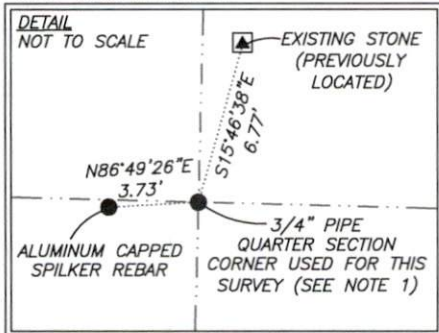 DETAIL
NOT TO SCALE
EXISTING STONE
(PREVIOUSLY
LOCATED)
S15°46'38"E
6.77'
N86°49'26"E
3.73'
ALUMINUM CAPPED
SPILKER REBAR
3/4" PIPE
QUARTER SECTION
CORNER USED FOR THIS
SURVEY (SEE NOTE 1)